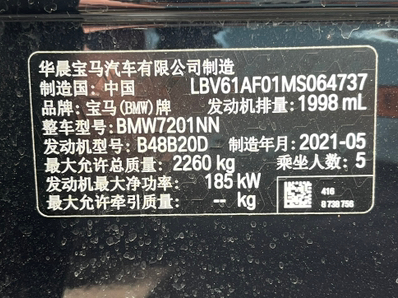 华晨宝马汽车有限公司制造
制造国: 中国 LBV61AF01MS064737
品牌: 宝马(BMW)牌 发动机排量: 1998 mL
整车型号: BMW7201NN
发动机型号: B48B20D 制造年月: 2021-05
最大允许总质量: 2260 kg 乘坐人数: 5
发动机最大净功率: 185 kW
最大允许牵引质量: -- kg
416
8 738 756